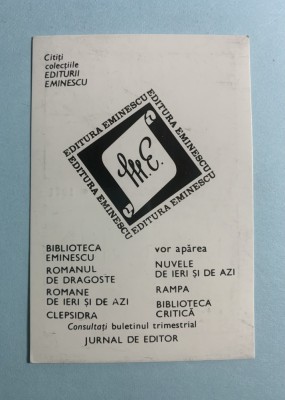 Citiți
colecțiile
EDITURII
EMINESCU
EDITURA EMINESCU
EDITURA EMINESCU
EDITURA EMINESCU
EDITURA EMINESCU
M.E.
BIBLIOTECA
EMINESCU
ROMANUL
DE DRAGOSTE
ROMANE
DE IERI ȘI DE AZI
CLEPSIDRA
vor apărea
NUVELE
DE IERI ȘI DE AZI
RAMPA
BIBLIOTECA
CRITICĂ
Consultați buletinul trimestrial
JURNAL DE EDITOR